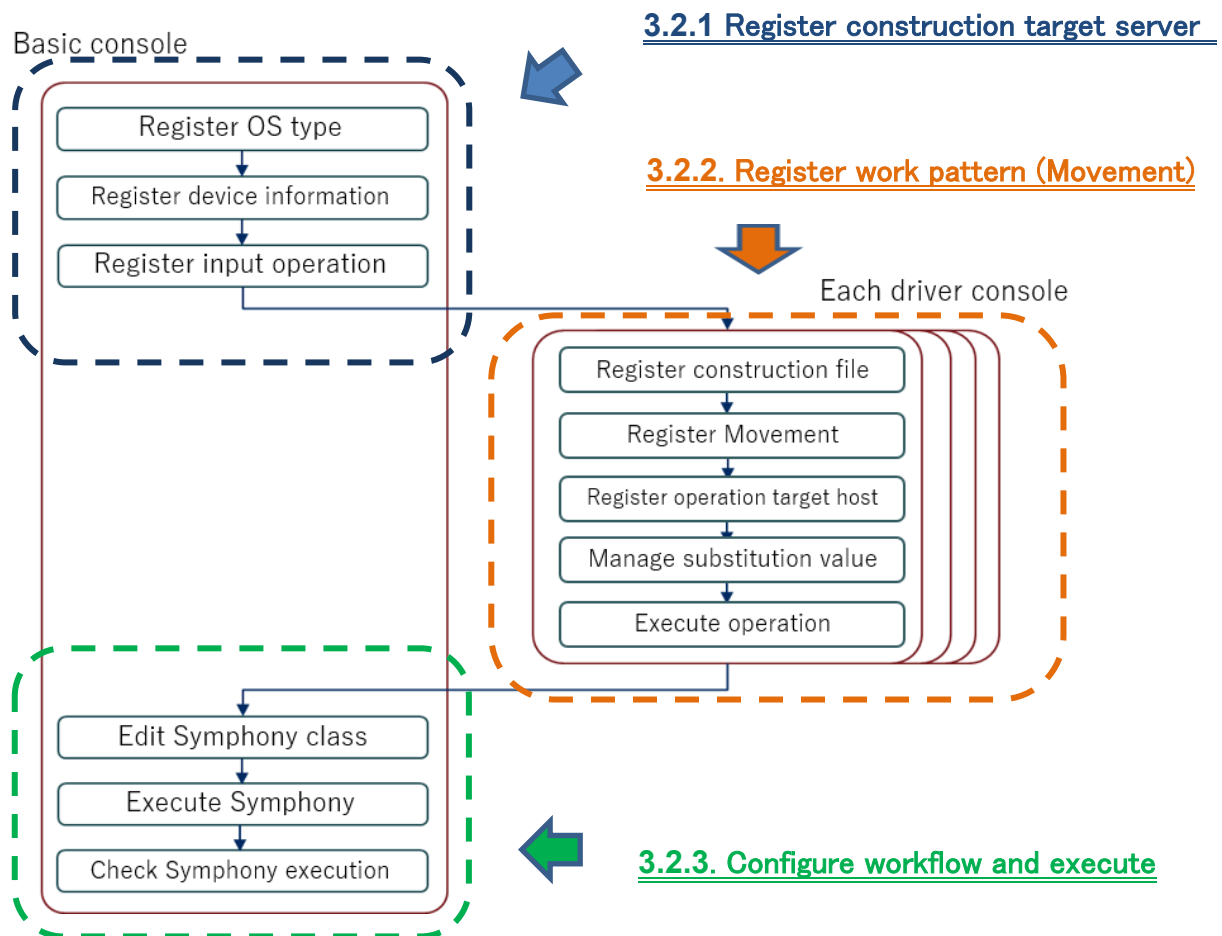 3.2.1 Register construction target server
Basic console
Register OS type
3.2.2. Register work pattern (Movement)
Register device information
Register input operation
Each driver console
Register construction file
Register Movement
Register operation target host
Manage substitution value
Execute operation
Edit Symphony class
Execute Symphony
Check Symphony execution
3.2.3. Configure workflow and execute